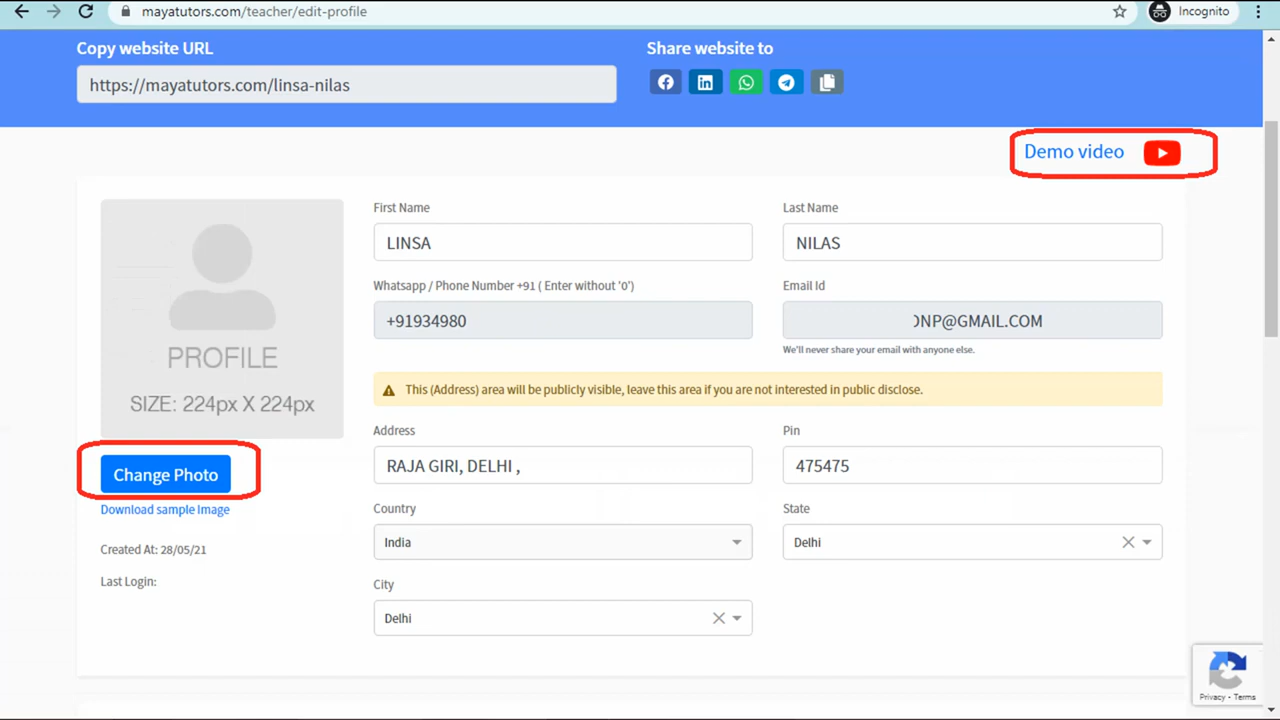 mayatutors.com/teacher/edit-profile
Incognito
Copy website URL
Share website to
https://mayatutors.com/linsa-nilas
Demo video
PROFILE
SIZE: 224px X 224px
Change Photo
Download sample Image
Created At: 28/05/21
Last Login:
First Name
Last Name
LINSA
NILAS
Whatsapp / Phone Number +91 ( Enter without '0')
Email Id
+91934980
NP@GMAIL.COM
We'll never share your email with anyone else.
This (Address) area will be publicly visible, leave this area if you are not interested in public disclose.
Address
Pin
RAJA GIRI, DELHI ,
475475
Country
State
India
Delhi
City
Delhi
Privacy - Terms